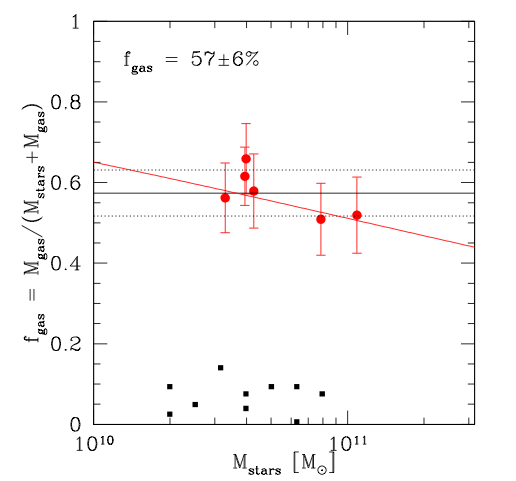 f_gas = 57±6%
1
0.8
0.6
0.4
0.2
0
f_gas = M_gas/(M_stars+M_gas)
10^10
10^11
M_stars [M_⊙]